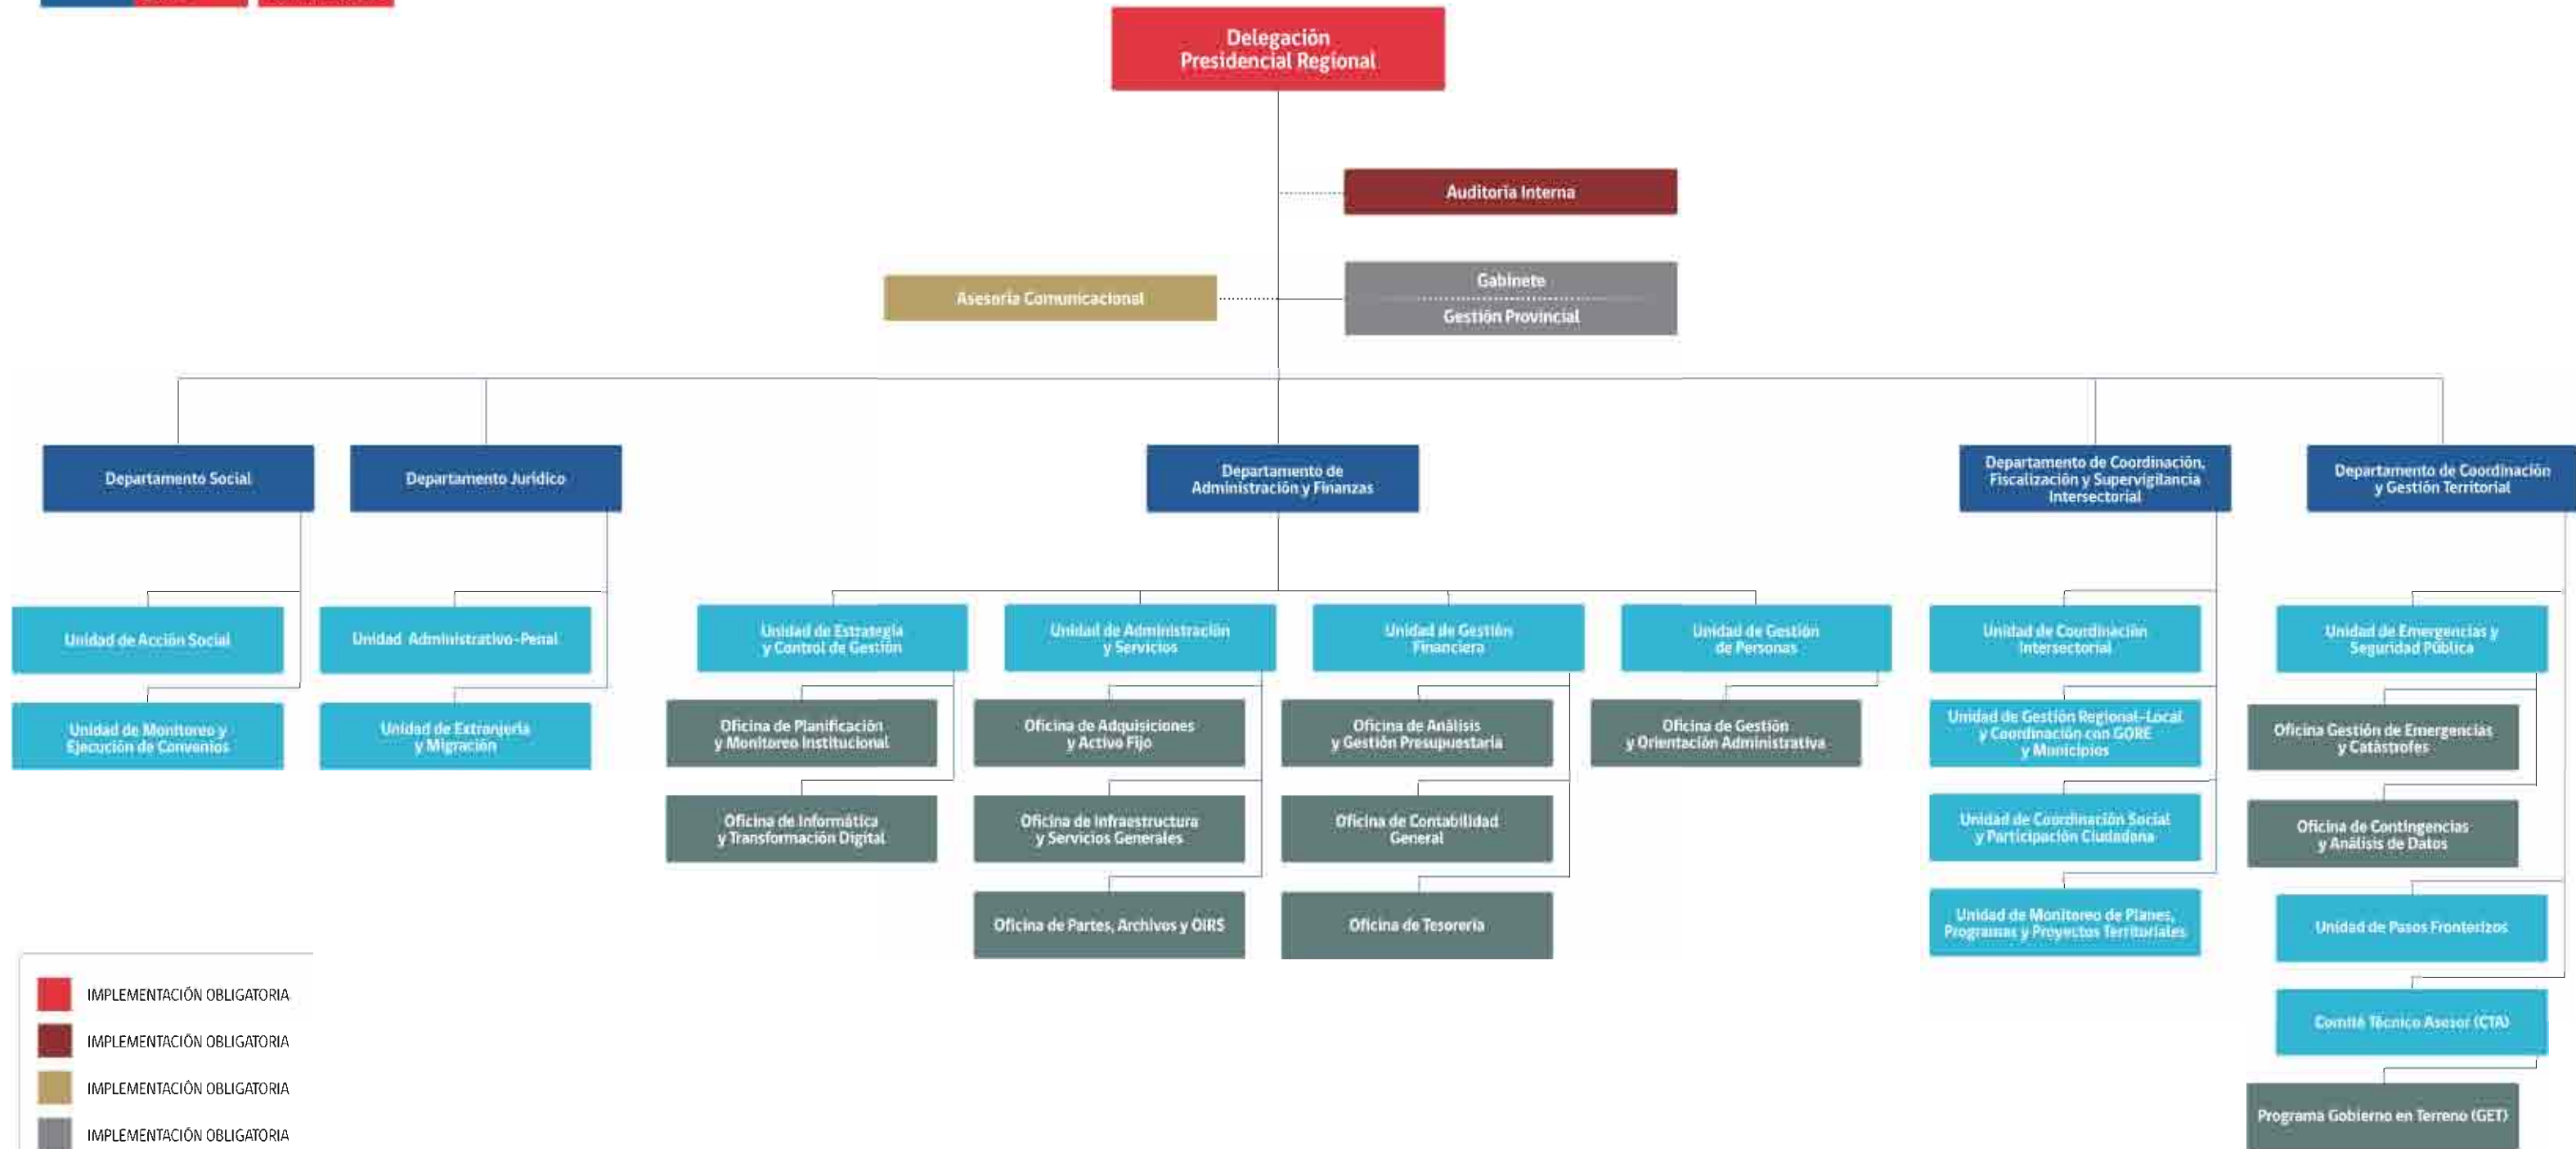 Delegación
Presidencial Regional
Auditoría Interna
Asesoría Comunicacional
Gabinete
Gestión Provincial
Departamento Social
Departamento Jurídico
Departamento de
Administración y Finanzas
Departamento de Coordinación,
Fiscalización y Supervigilancia
Intersectorial
Departamento de Coordinación
y Gestión Territorial
Unidad de Acción Social
Unidad de Monitoreo y
Ejecución de Convenios
Unidad Administrativo-Penal
Unidad de Extranjería
y Migración
Unidad de Estrategia
y Control de Gestión
Oficina de Planificación
y Monitoreo Institucional
Oficina de Informática
y Transformación Digital
Unidad de Administración
y Servicios
Oficina de Adquisiciones
y Activo Fijo
Oficina de Infraestructura
y Servicios Generales
Oficina de Partes, Archivos y OIRS
Unidad de Gestión
Financiera
Oficina de Análisis
y Gestión Presupuestaria
Oficina de Contabilidad
General
Oficina de Tesorería
Unidad de Gestión
de Personas
Oficina de Gestión
y Orientación Administrativa
Unidad de Coordinación
Intersectorial
Unidad de Gestión Regional-Local
y Coordinación con GORE
y Municipios
Unidad de Coordinación Social
y Participación Ciudadana
Unidad de Monitoreo de Planes,
Programas y Proyectos Territoriales
Unidad de Emergencias y
Seguridad Pública
Oficina Gestión de Emergencias
y Catástrofes
Oficina de Contingencias
y Análisis de Datos
Unidad de Pasos Fronterizos
Comité Técnico Asesor (CTA)
Programa Gobierno en Terreno (GET)
IMPLEMENTACIÓN OBLIGATORIA
IMPLEMENTACIÓN OBLIGATORIA
IMPLEMENTACIÓN OBLIGATORIA
IMPLEMENTACIÓN OBLIGATORIA